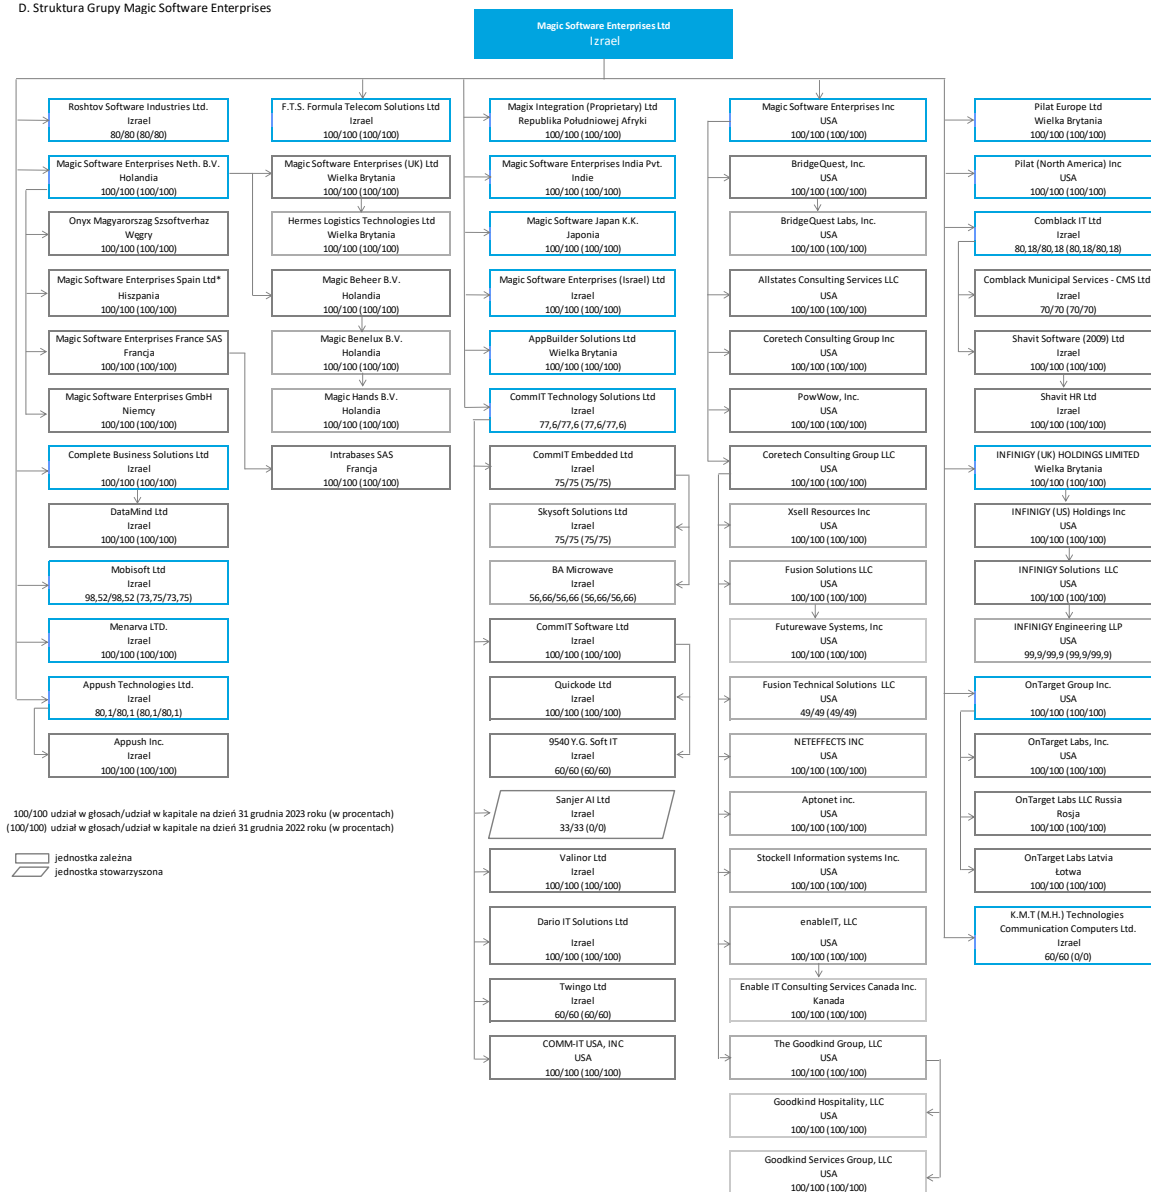 D. Struktura Grupy Magic Software Enterprises
Magic Software Enterprises Ltd
Izrael
Roshtov Software Industries Ltd.
Izrael
80/80 (80/80)
Magic Software Enterprises Neth. B.V.
Holandia
100/100 (100/100)
Onyx Magyarorszag Szsoftverhaz
Węgry
100/100 (100/100)
Magic Software Enterprises Spain Ltd*
Hiszpania
100/100 (100/100)
Magic Software Enterprises France SAS
Francja
100/100 (100/100)
Magic Software Enterprises GmbH
Niemcy
100/100 (100/100)
Complete Business Solutions Ltd
Izrael
100/100 (100/100)
DataMind Ltd
Izrael
100/100 (100/100)
Mobisoft Ltd
Izrael
98,52/98,52 (73,75/73,75)
Menarva LTD.
Izrael
100/100 (100/100)
Appush Technologies Ltd.
Izrael
80,1/80,1 (80,1/80,1)
Appush Inc.
Izrael
100/100 (100/100)
F.T.S. Formula Telecom Solutions Ltd
Izrael
100/100 (100/100)
Magic Software Enterprises (UK) Ltd
Wielka Brytania
100/100 (100/100)
Hermes Logistics Technologies Ltd
Wielka Brytania
100/100 (100/100)
Magic Beheer B.V.
Holandia
100/100 (100/100)
Magic Benelux B.V.
Holandia
100/100 (100/100)
Magic Hands B.V.
Holandia
100/100 (100/100)
Intrabases SAS
Francja
100/100 (100/100)
Magix Integration (Proprietary) Ltd
Republika Południowej Afryki
100/100 (100/100)
Magic Software Enterprises India Pvt.
Indie
100/100 (100/100)
Magic Software Japan K.K.
Japonia
100/100 (100/100)
Magic Software Enterprises (Israel) Ltd
Izrael
100/100 (100/100)
AppBuilder Solutions Ltd
Wielka Brytania
100/100 (100/100)
CommIT Technology Solutions Ltd
Izrael
77,6/77,6 (77,6/77,6)
CommIT Embedded Ltd
Izrael
75/75 (75/75)
Skysoft Solutions Ltd
Izrael
75/75 (75/75)
BA Microwave
Izrael
56,66/56,66 (56,66/56,66)
CommIT Software Ltd
Izrael
100/100 (100/100)
Quickode Ltd
Izrael
100/100 (100/100)
9540 Y.G. Soft IT
Izrael
60/60 (60/60)
Sanjer AI Ltd
Izrael
33/33 (0/0)
Valinor Ltd
Izrael
100/100 (100/100)
Dario IT Solutions Ltd
Izrael
100/100 (100/100)
Twingo Ltd
Izrael
60/60 (60/60)
COMM-IT USA, INC
USA
100/100 (100/100)
Magic Software Enterprises Inc
USA
100/100 (100/100)
BridgeQuest, Inc.
USA
100/100 (100/100)
BridgeQuest Labs, Inc.
USA
100/100 (100/100)
Allstates Consulting Services LLC
USA
100/100 (100/100)
Coretech Consulting Group Inc
USA
100/100 (100/100)
PowWow, Inc.
USA
100/100 (100/100)
Coretech Consulting Group LLC
USA
100/100 (100/100)
Xsell Resources Inc
USA
100/100 (100/100)
Fusion Solutions LLC
USA
100/100 (100/100)
Futurewave Systems, Inc
USA
100/100 (100/100)
Fusion Technical Solutions LLC
USA
49/49 (49/49)
NETEFFECTS INC
USA
100/100 (100/100)
Aptonet inc.
USA
100/100 (100/100)
Stockell Information systems Inc.
USA
100/100 (100/100)
enableIT, LLC
USA
100/100 (100/100)
Enable IT Consulting Services Canada Inc.
Kanada
100/100 (100/100)
The Goodkind Group, LLC
USA
100/100 (100/100)
Goodkind Hospitality, LLC
USA
100/100 (100/100)
Goodkind Services Group, LLC
USA
100/100 (100/100)
Pilat Europe Ltd
Wielka Brytania
100/100 (100/100)
Pilat (North America) Inc
USA
100/100 (100/100)
Comblack IT Ltd
Izrael
80,18/80,18 (80,18/80,18)
Comblack Municipal Services - CMS Ltd
Izrael
70/70 (70/70)
Shavit Software (2009) Ltd
Izrael
100/100 (100/100)
Shavit HR Ltd
Izrael
100/100 (100/100)
INFINIGY (UK) HOLDINGS LIMITED
Wielka Brytania
100/100 (100/100)
INFINIGY (US) Holdings Inc
USA
100/100 (100/100)
INFINIGY Solutions LLC
USA
100/100 (100/100)
INFINIGY Engineering LLP
USA
99,9/99,9 (99,9/99,9)
OnTarget Group Inc.
USA
100/100 (100/100)
OnTarget Labs, Inc.
USA
100/100 (100/100)
OnTarget Labs LLC Russia
Rosja
100/100 (100/100)
OnTarget Labs Latvia
Łotwa
100/100 (100/100)
K.M.T (M.H.) Technologies
Communication Computers Ltd.
Izrael
60/60 (0/0)
100/100 udział w głosach/udział w kapitale na dzień 31 grudnia 2023 roku (w procentach)
(100/100) udział w głosach/udział w kapitale na dzień 31 grudnia 2022 roku (w procentach)
jednostka zależna
jednostka stowarzyszona